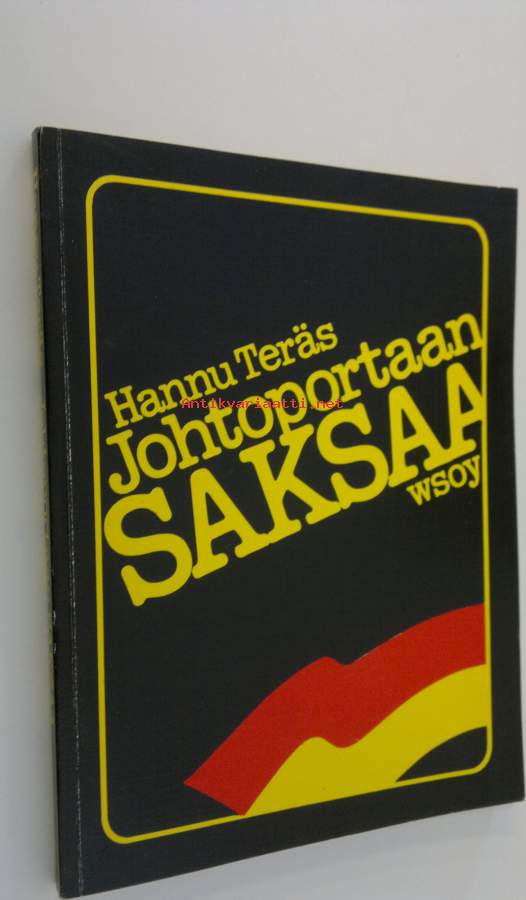 Hannu Teräs
Antikvariaatti.net
Johtoportaan
SAKSAA
wsoy